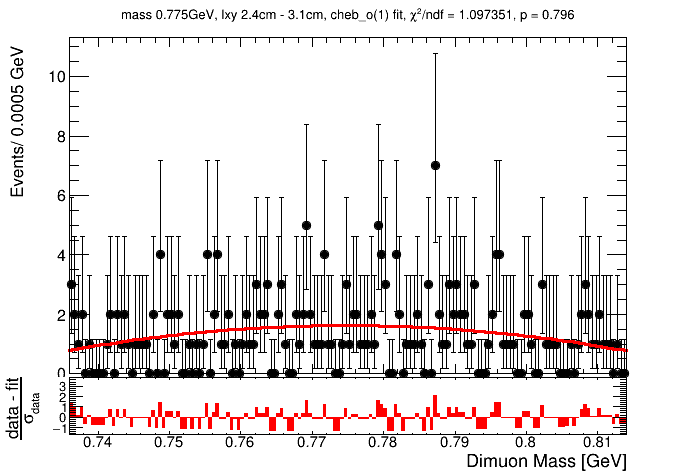 mass 0.775GeV, lxy 2.4cm - 3.1cm, cheb_o(1) fit, χ²/ndf = 1.097351, p = 0.796
Events/ 0.0005 GeV
10
8
6
4
2
0
data - fit
σdata
3
2
1
0
−1
0.74 0.75 0.76 0.77 0.78 0.79 0.8 0.81
Dimuon Mass [GeV]